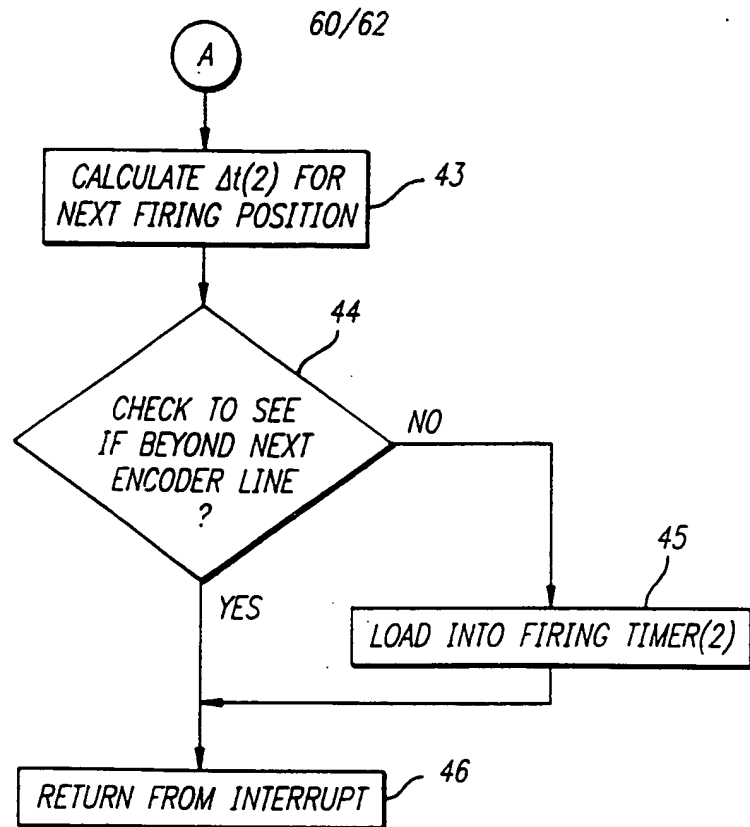 60/62
A
CALCULATE Δt(2) FOR
NEXT FIRING POSITION
43
44
CHECK TO SEE
IF BEYOND NEXT
ENCODER LINE
?
NO
YES
45
LOAD INTO FIRING TIMER(2)
RETURN FROM INTERRUPT
46